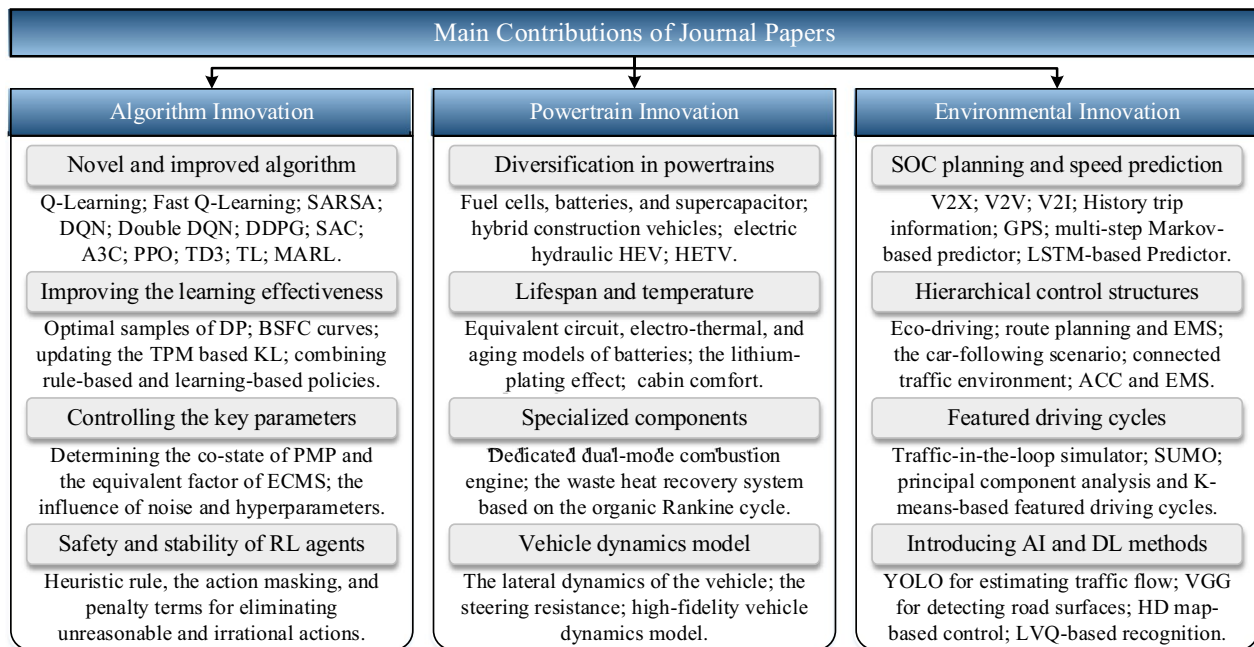 Main Contributions of Journal Papers
Algorithm Innovation
Novel and improved algorithm
Q-Learning; Fast Q-Learning; SARSA;
DQN; Double DQN; DDPG; SAC;
A3C; PPO; TD3; TL; MARL.
Improving the learning effectiveness
Optimal samples of DP; BSFC curves;
updating the TPM based KL; combining
rule-based and learning-based policies.
Controlling the key parameters
Determining the co-state of PMP and
the equivalent factor of ECMS; the
influence of noise and hyperparameters.
Safety and stability of RL agents
Heuristic rule, the action masking, and
penalty terms for eliminating
unreasonable and irrational actions.
Powertrain Innovation
Diversification in powertrains
Fuel cells, batteries, and supercapacitor;
hybrid construction vehicles; electric
hydraulic HEV; HETV.
Lifespan and temperature
Equivalent circuit, electro-thermal, and
aging models of batteries; the lithium-
plating effect; cabin comfort.
Specialized components
Dedicated dual-mode combustion
engine; the waste heat recovery system
based on the organic Rankine cycle.
Vehicle dynamics model
The lateral dynamics of the vehicle; the
steering resistance; high-fidelity vehicle
dynamics model.
Environmental Innovation
SOC planning and speed prediction
V2X; V2V; V2I; History trip
information; GPS; multi-step Markov-
based predictor; LSTM-based Predictor.
Hierarchical control structures
Eco-driving; route planning and EMS;
the car-following scenario; connected
traffic environment; ACC and EMS.
Featured driving cycles
Traffic-in-the-loop simulator; SUMO;
principal component analysis and K-
means-based featured driving cycles.
Introducing AI and DL methods
YOLO for estimating traffic flow; VGG
for detecting road surfaces; HD map-
based control; LVQ-based recognition.